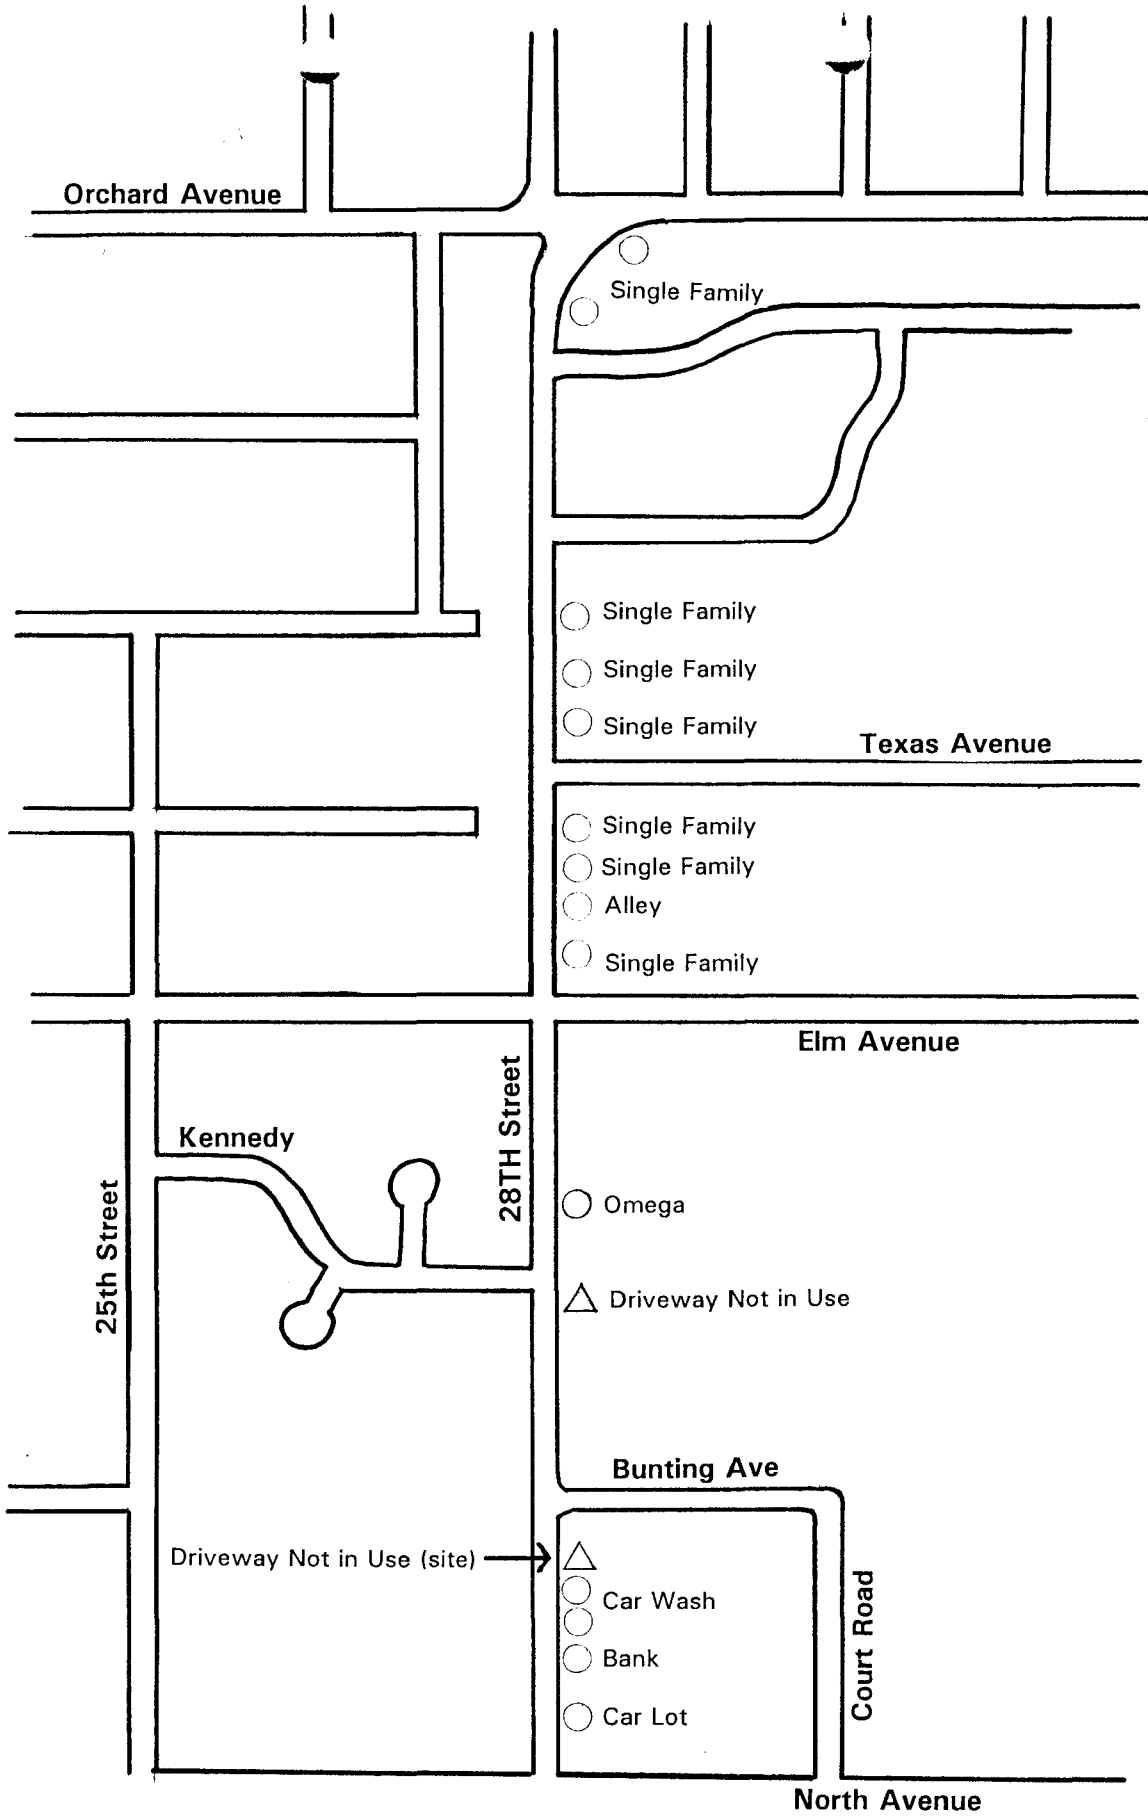 Orchard Avenue
Single Family
Single Family
Single Family
Single Family
Texas Avenue
Single Family
Single Family
Alley
Single Family
Elm Avenue
28TH Street
Kennedy
25th Street
Omega
Driveway Not in Use
Bunting Ave
Driveway Not in Use (site)
Car Wash
Court Road
Bank
Car Lot
North Avenue